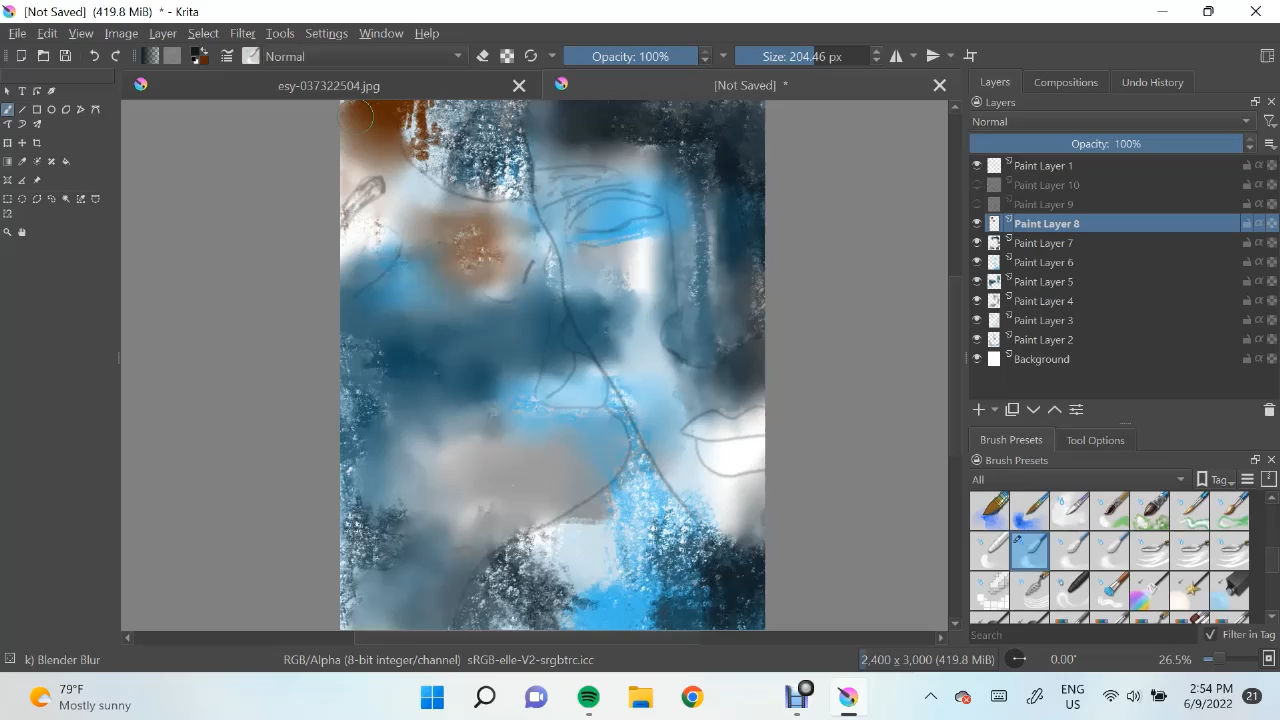 [Not Saved] (419.8 MiB) * - Krita
File Edit View Image Layer Select Filter Tools Settings Window Help
Normal Opacity: 100% Size: 204.46 px
esy-037322504.jpg [Not Saved] *
Layers Compositions Undo History
Layers
Normal
Opacity: 100%
Paint Layer 1
Paint Layer 10
Paint Layer 9
Paint Layer 8
Paint Layer 7
Paint Layer 6
Paint Layer 5
Paint Layer 4
Paint Layer 3
Paint Layer 2
Background
Brush Presets Tool Options
Brush Presets
All Tag
Search Filter in Tag
k) Blender Blur RGB/Alpha (8-bit integer/channel) sRGB-elle-V2-srgbtrc.icc 2,400 x 3,000 (419.8 MiB) 0.00° 26.5%
79°F
Mostly sunny
ENG
US
2:54 PM
6/9/2022
21